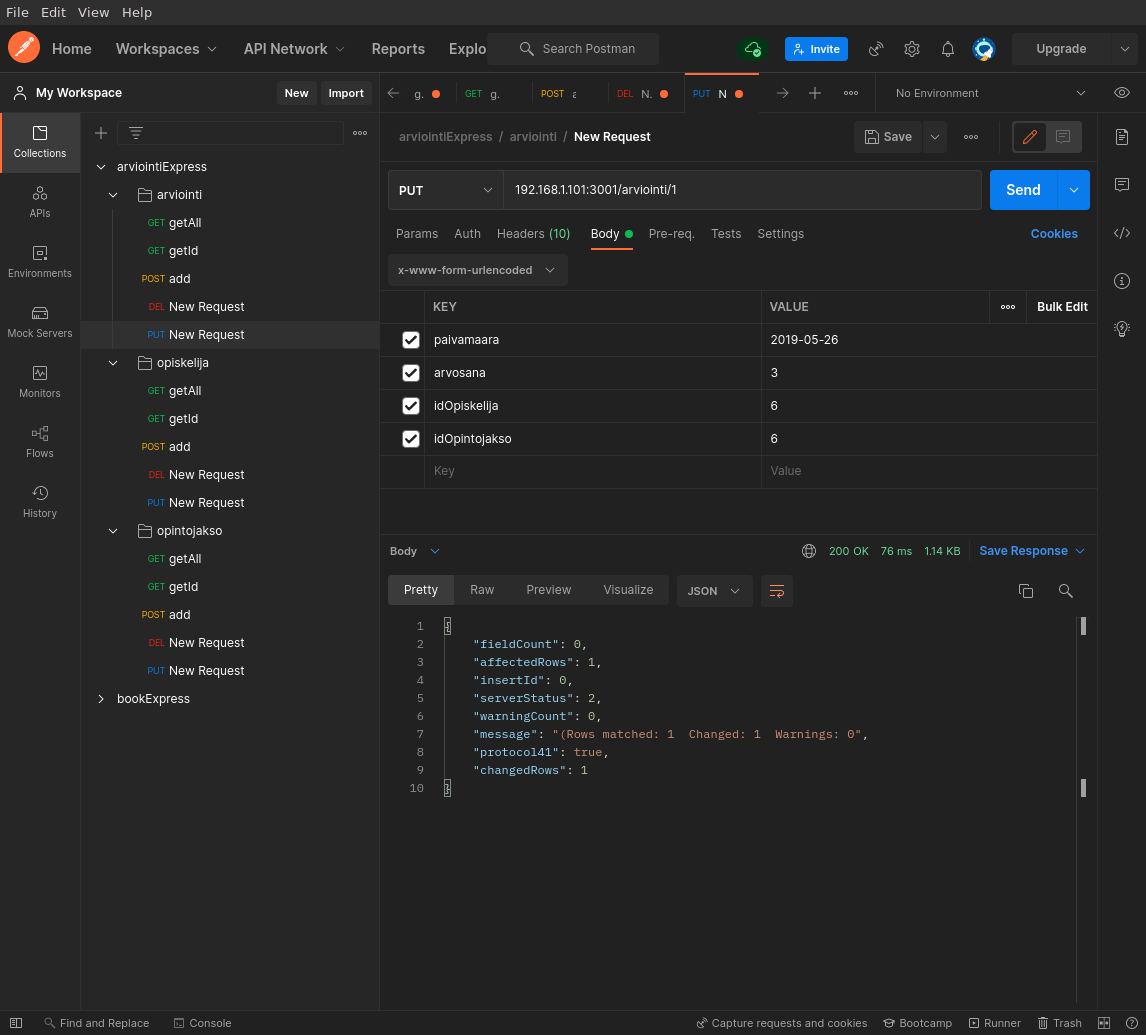 File Edit View Help
Home Workspaces API Network Reports Explo Search Postman Invite Upgrade
My Workspace New Import
g. GET g. POST DEL N. PUT N No Environment
Collections
APIs
Environments
Mock Servers
Monitors
Flows
History
arviointiExpress
arviointi
GET getAll
GET getId
POST add
DEL New Request
PUT New Request
opiskelija
GET getAll
GET getId
POST add
DEL New Request
PUT New Request
opintojakso
GET getAll
GET getId
POST add
DEL New Request
PUT New Request
bookExpress
arviointiExpress / arviointi / New Request Save
PUT 192.168.1.101:3001/arviointi/1 Send
Params Auth Headers (10) Body Pre-req. Tests Settings Cookies
x-www-form-urlencoded
KEY VALUE Bulk Edit
paivamaara 2019-05-26
arvosana 3
idOpiskelija 6
idOpintojakso 6
Key Value
Body 200 OK 76 ms 1.14 KB Save Response
Pretty Raw Preview Visualize JSON
1 {
2 "fieldCount": 0,
3 "affectedRows": 1,
4 "insertId": 0,
5 "serverStatus": 2,
6 "warningCount": 0,
7 "message": "(Rows matched: 1  Changed: 1  Warnings: 0",
8 "protocol41": true,
9 "changedRows": 1
10 }
Find and Replace Console Capture requests and cookies Bootcamp Runner Trash